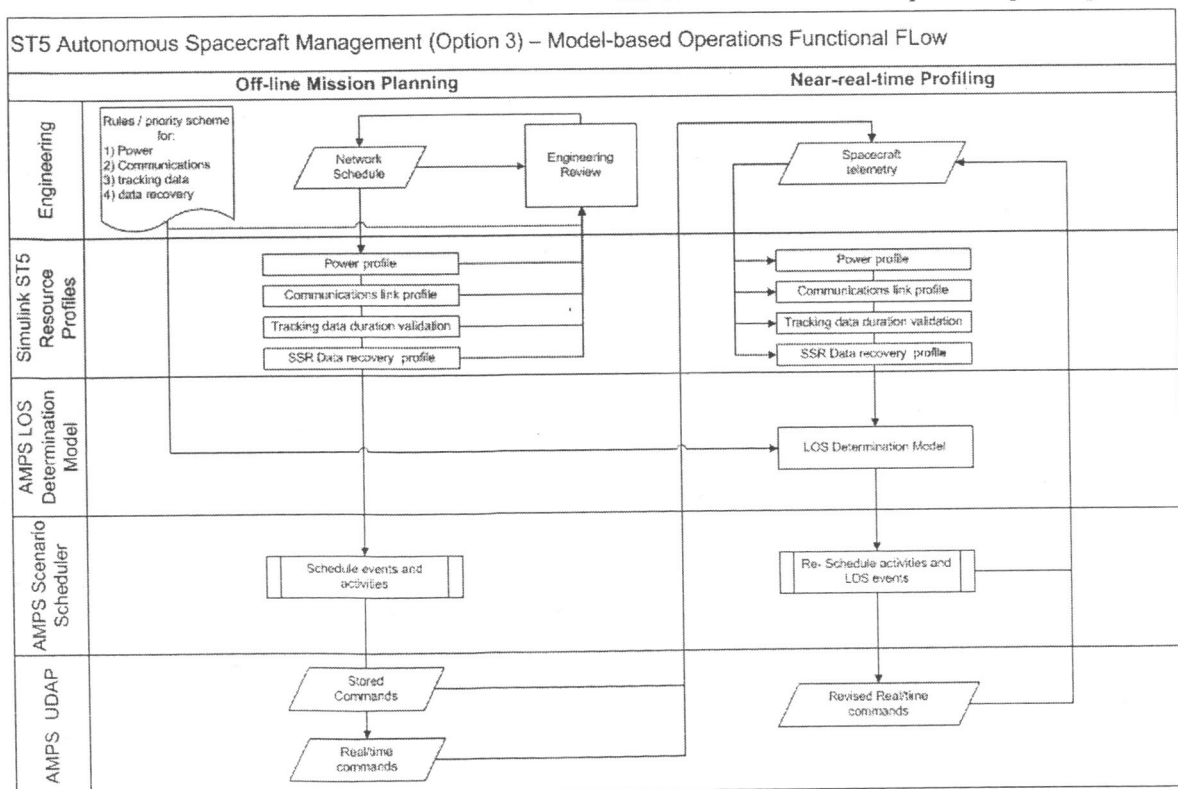 ST5 Autonomous Spacecraft Management (Option 3) – Model-based Operations Functional FLow
Off-line Mission Planning
Near-real-time Profiling
Engineering
Rules / priority scheme
for:
1) Power
2) Communications
3) tracking data
4) data recovery
Network
Schedule
Engineering
Review
Spacecraft
telemetry
Simulink ST5
Resource
Profiles
Power profile
Communications link profile
Tracking data duration validation
SSR Data recovery profile
Power profile
Communications link profile
Tracking data duration validation
SSR Data recovery profile
AMPS LOS
Determination
Model
LOS Determination Model
AMPS Scenario
Scheduler
Schedule events and
activities
Re- Schedule activities and
LOS events
AMPS UDAP
Stored
Commands
Real/time
commands
Revised Real/time
commands